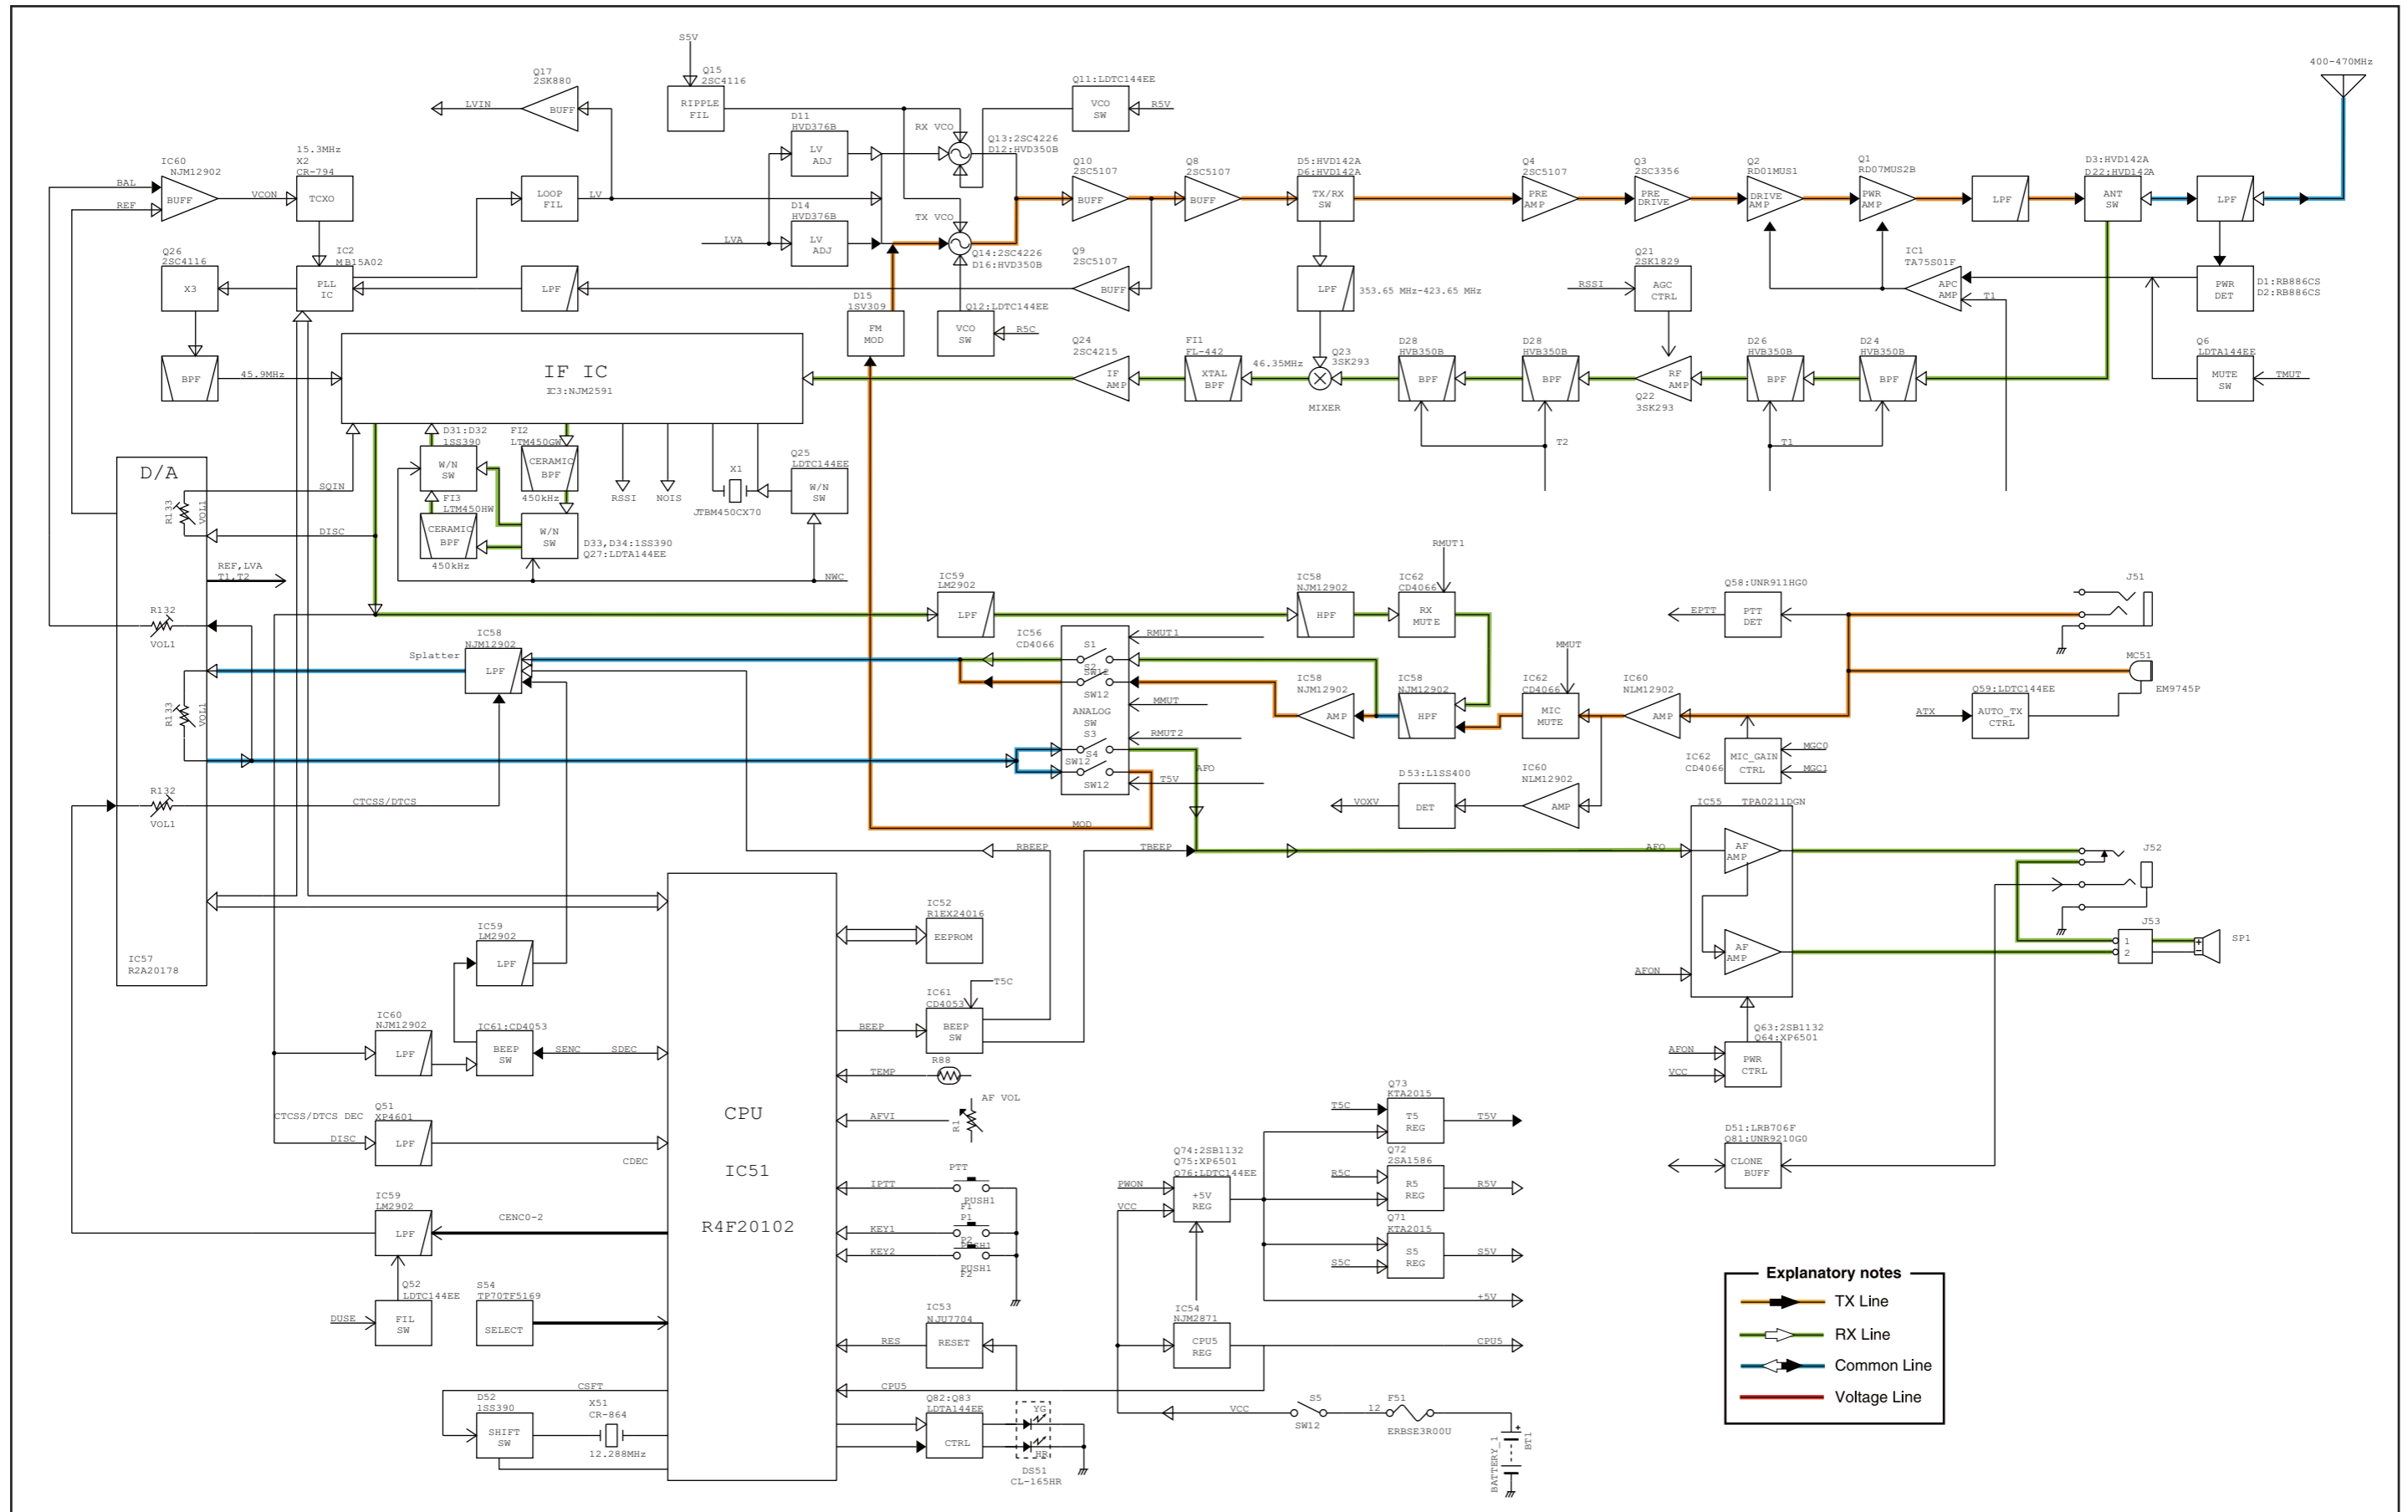 400-470MHz
S5V
Q17
2SK880
BUFF
LVIN
Q15
2SC4116
RIPPLE
FIL
Q11:LDTC144EE
VCO
SW
R5V
D11
HVD376B
LV
ADJ
RX VCO
Q13:2SC4226
D12:HVD350B
IC60
NJM12902
BUFF
BAL
REF
VCON
15.3MHz
X2
CR-794
TCXO
LOOP
FIL
LV
D14
HVD376B
LV
ADJ
LVA
TX VCO
Q14:2SC4226
D16:HVD350B
Q10
2SC5107
BUFF
Q8
2SC5107
BUFF
D5:HVD142A
D6:HVD142A
TX/RX
SW
Q4
2SC5107
PRE
AMP
Q3
2SC3356
PRE
DRIVE
Q2
RD01MUS1
DRIVE
AMP
Q1
RD07MUS2B
PWR
AMP
LPF
D3:HVD142A
D22:HVD142A
ANT
SW
LPF
Q26
2SC4116
X3
IC2
MB15A02
PLL
IC
LPF
Q9
2SC5107
BUFF
D15
1SV309
FM
MOD
Q12:LDTC144EE
VCO
SW
R5C
LPF
353.65 MHz-423.65 MHz
RSSI
Q21
2SK1829
AGC
CTRL
IC1
TA75S01F
APC
AMP
T1
PWR
DET
D1:RB886CS
D2:RB886CS
Q6
LDTA144EE
MUTE
SW
TMUT
BPF
45.9MHz
IF IC
IC3:NJM2591
Q24
2SC4215
IF
AMP
FI1
FL-442
XTAL
BPF
46.35MHz
Q23
3SK293
MIXER
D28
HVB350B
BPF
D28
HVB350B
BPF
RF
AMP
Q22
3SK293
D26
HVB350B
BPF
D24
HVB350B
BPF
T2
T1
D31:D32
1SS390
W/N
SW
FI2
LTM450GW
CERAMIC
BPF
450kHz
FI3
LTM450HW
CERAMIC
BPF
450kHz
W/N
SW
D33,D34:1SS390
Q27:LDTA144EE
RSSI
NOIS
X1
JTBM450CX70
Q25
LDTC144EE
W/N
SW
NWC
D/A
SQIN
R133
VOL1
DISC
REF,LVA
T1,T2
R132
VOL1
R133
VOL1
R132
VOL1
CTCSS/DTCS
IC57
R2A20178
Splatter
IC58
NJM12902
LPF
IC59
LM2902
LPF
IC58
NJM12902
HPF
RMUT1
IC62
CD4066
RX
MUTE
IC56
CD4066
S1
S2
SW12
SW12
ANALOG
SW
S3
S4
SW12
SW12
RMUT1
MMUT
RMUT2
T5V
AFO
MOD
IC58
NJM12902
AMP
IC58
NJM12902
HPF
MMUT
IC62
CD4066
MIC
MUTE
IC60
NLM12902
AMP
Q58:UNR911HG0
PTT
DET
EPTT
J51
MC51
EM9745P
Q59:LDTC144EE
AUTO_TX
CTRL
ATX
IC62
CD4066
MIC_GAIN
CTRL
MGC0
MGC1
D53:L1SS400
DET
VOXV
IC60
NLM12902
AMP
RBEEP
TBEEP
AFO
IC55
TPA0211DGN
AF
AMP
AF
AMP
AFON
Q63:2SB1132
Q64:XP6501
PWR
CTRL
AFON
VCC
J52
J53
1
2
SP1
CPU
IC51
R4F20102
IC52
R1EX24016
EEPROM
T5C
IC61
CD4053
BEEP
SW
BEEP
R88
TEMP
AF VOL
R1
AFVI
PTT
IPTT
PUSH1
F1
P1
KEY1
P2
PUSH1
KEY2
PUSH1
F2
IC53
NJU7704
RESET
RES
CPU5
Q82:Q83
LDTA144EE
CTRL
YG
HR
DS51
CL-165HR
IC59
LM2902
LPF
IC60
NJM12902
LPF
IC61:CD4053
BEEP
SW
SENC
SDEC
CTCSS/DTCS DEC
Q51
XP4601
LPF
DISC
CDEC
IC59
LM2902
LPF
CENC0-2
Q52
LDTC144EE
FIL
SW
DUSE
S54
TP70TF5169
SELECT
CSFT
D52
1SS390
SHIFT
SW
X51
CR-864
12.288MHz
Q73
KTA2015
T5
REG
T5C
T5V
Q74:2SB1132
Q75:XP6501
Q76:LDTC144EE
+5V
REG
PWON
VCC
Q72
2SA1586
R5
REG
R5C
R5V
Q71
KTA2015
S5
REG
S5C
S5V
+5V
IC54
NJM2871
CPU5
REG
CPU5
VCC
S5
SW12
12
F51
ERBSE3R00U
BATTERY_1
BT1
D51:LRB706F
Q81:UNR9210G0
CLONE
BUFF
Explanatory notes
TX Line
RX Line
Common Line
Voltage Line